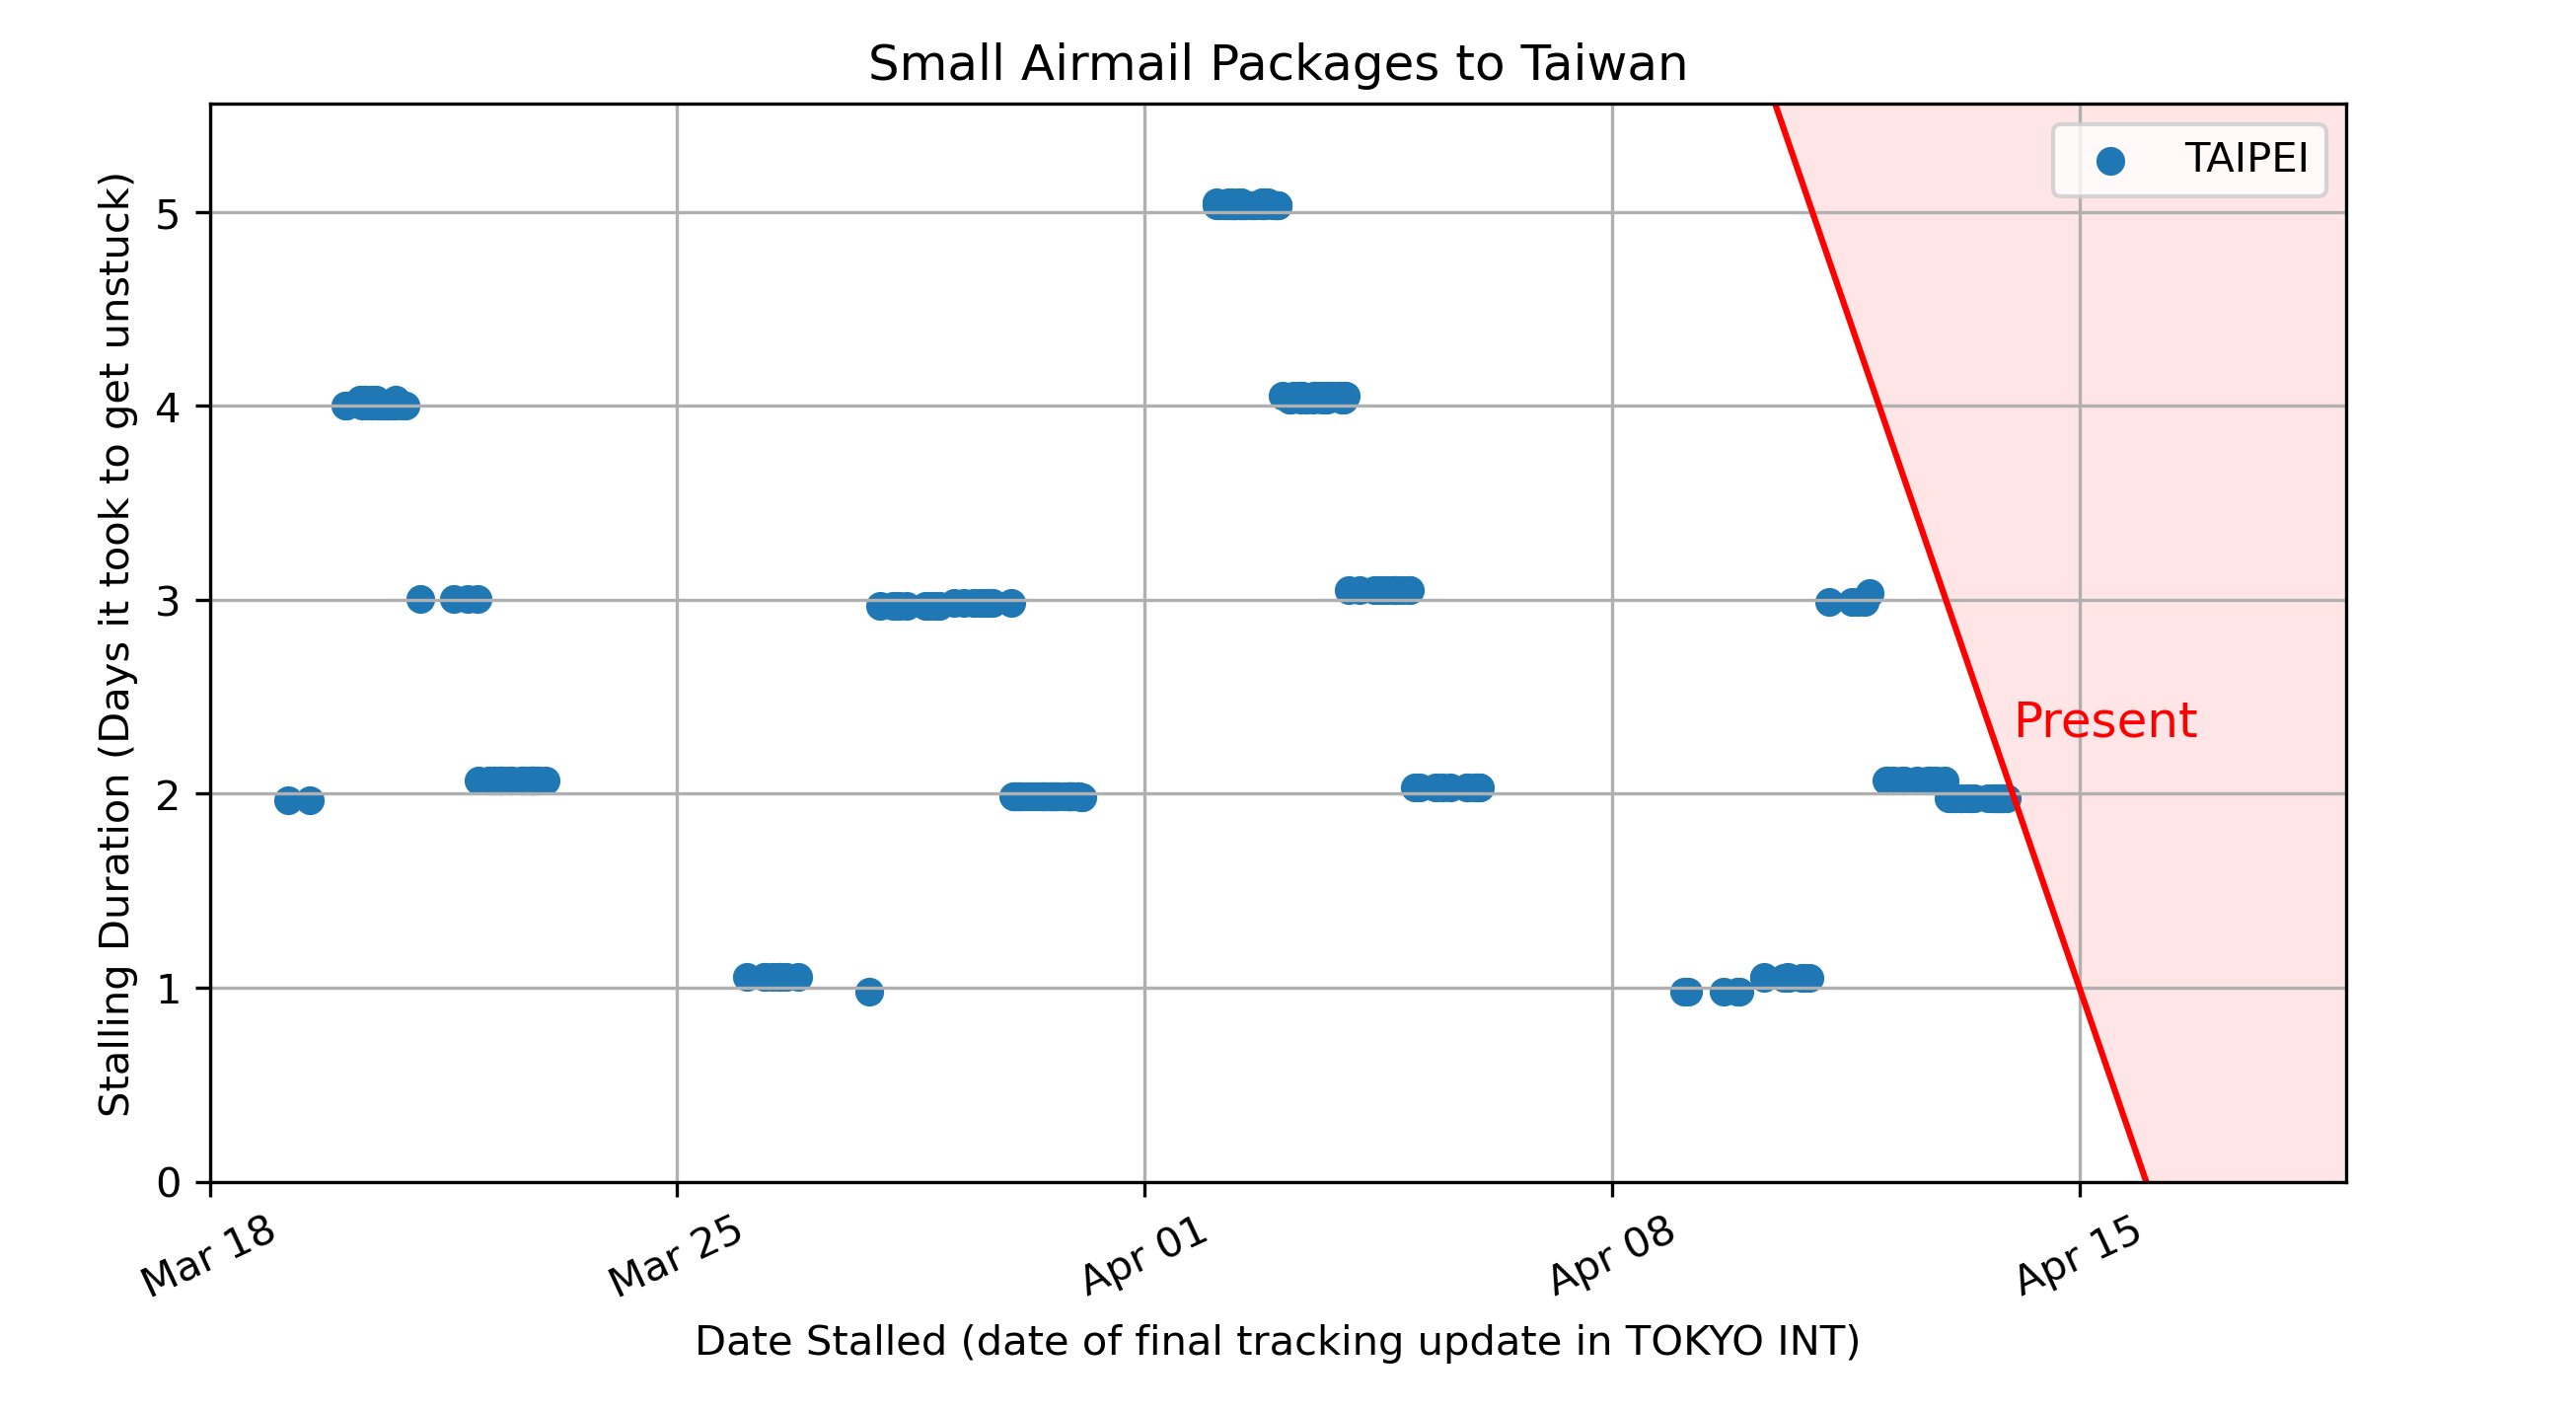 Small Airmail Packages to Taiwan
TAIPEI
Stalling Duration (Days it took to get unstuck)
5
4
3
2
1
0
Present
Mar 18
Mar 25
Apr 01
Apr 08
Apr 15
Date Stalled (date of final tracking update in TOKYO INT)